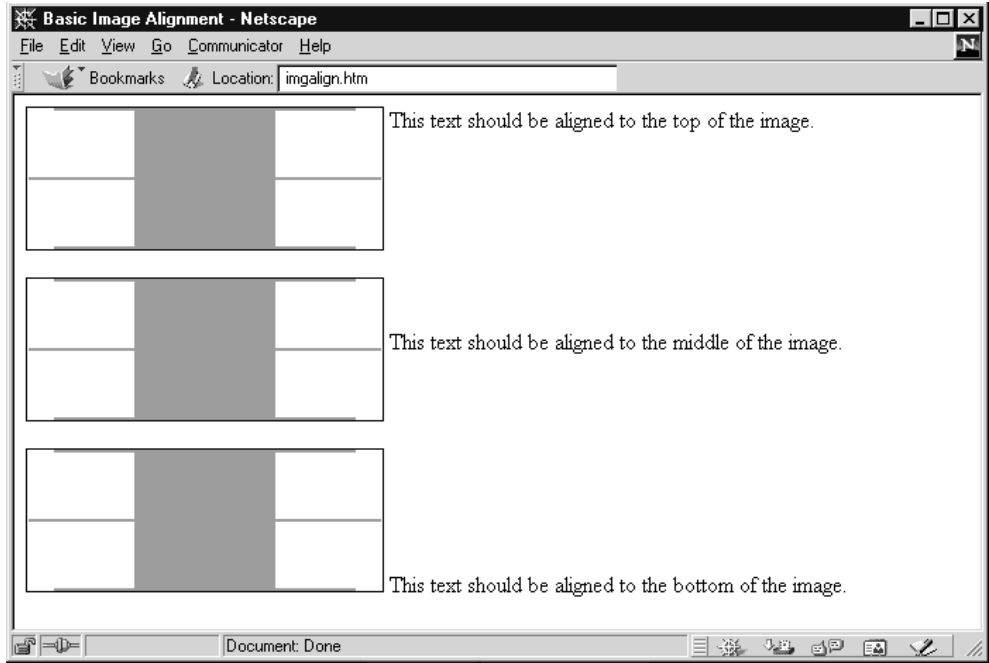 Basic Image Alignment - Netscape
File Edit View Go Communicator Help
N
Bookmarks Location: imgalign.htm
This text should be aligned to the top of the image.
This text should be aligned to the middle of the image.
This text should be aligned to the bottom of the image.
Document: Done